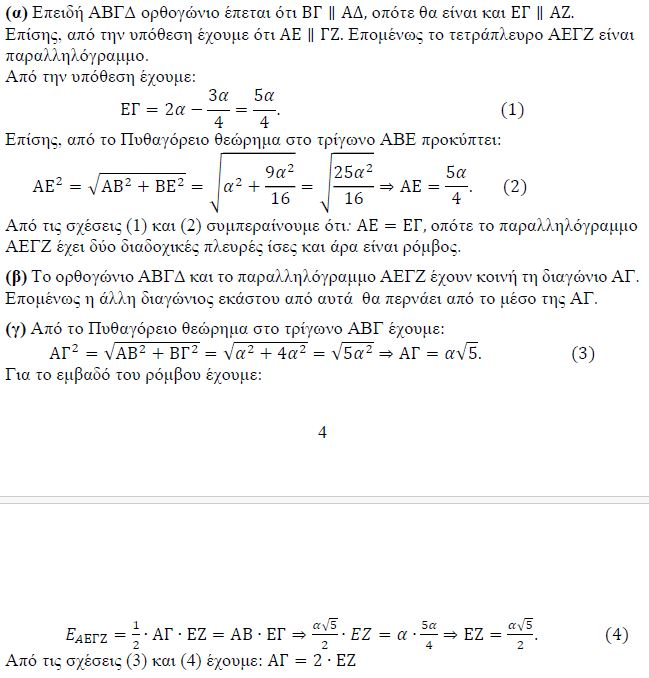 (α) Επειδή ΑΒΓΔ ορθογώνιο έπεται ότι ΒΓ ∥ ΑΔ, οπότε θα είναι και ΕΓ ∥ ΑΖ.
Επίσης, από την υπόθεση έχουμε ότι ΑΕ ∥ ΓΖ. Επομένως το τετράπλευρο ΑΕΓΖ είναι
παραλληλόγραμμο.
Από την υπόθεση έχουμε:
ΕΓ = 2α − 3α/4 = 5α/4. (1)
Επίσης, από το Πυθαγόρειο θεώρημα στο τρίγωνο ΑΒΕ προκύπτει:
ΑΕ² = √(ΑΒ² + ΒΕ²) = √(α² + 9α²/16) = √(25α²/16) ⇒ ΑΕ = 5α/4. (2)
Από τις σχέσεις (1) και (2) συμπεραίνουμε ότι: ΑΕ = ΕΓ, οπότε το παραλληλόγραμμο
ΑΕΓΖ έχει δύο διαδοχικές πλευρές ίσες και άρα είναι ρόμβος.
(β) Το ορθογώνιο ΑΒΓΔ και το παραλληλόγραμμο ΑΕΓΖ έχουν κοινή τη διαγώνιο ΑΓ.
Επομένως η άλλη διαγώνιος εκάστου από αυτά θα περνάει από το μέσο της ΑΓ.
(γ) Από το Πυθαγόρειο θεώρημα στο τρίγωνο ΑΒΓ έχουμε:
ΑΓ² = √(ΑΒ² + ΒΓ²) = √(α² + 4α²) = √(5α²) ⇒ ΑΓ = α√5. (3)
Για το εμβαδό του ρόμβου έχουμε:
4
E_ΑΕΓΖ = 1/2 · ΑΓ · ΕΖ = ΑΒ · ΕΓ ⇒ α√5/2 · ΕΖ = α · 5α/4 ⇒ ΕΖ = α√5/2. (4)
Από τις σχέσεις (3) και (4) έχουμε: ΑΓ = 2 · ΕΖ